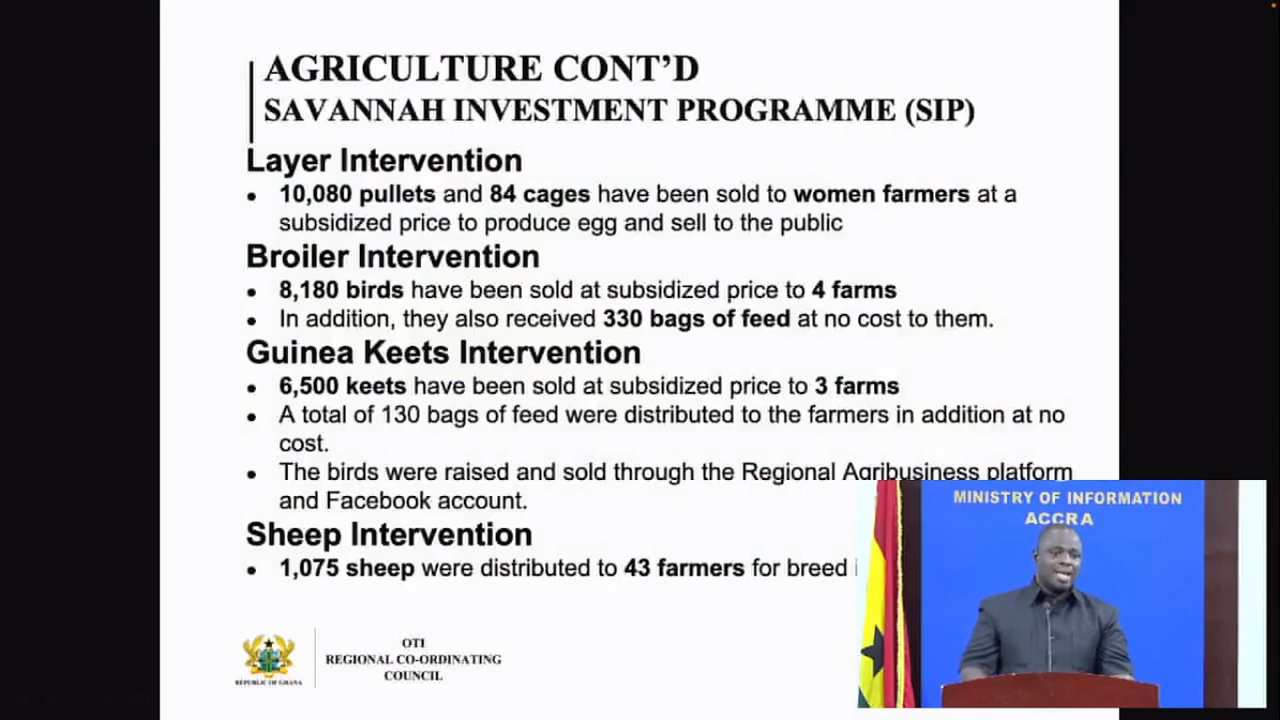 AGRICULTURE CONT’D
SAVANNAH INVESTMENT PROGRAMME (SIP)
Layer Intervention
• 10,080 pullets and 84 cages have been sold to women farmers at a
subsidized price to produce egg and sell to the public
Broiler Intervention
• 8,180 birds have been sold at subsidized price to 4 farms
• In addition, they also received 330 bags of feed at no cost to them.
Guinea Keets Intervention
• 6,500 keets have been sold at subsidized price to 3 farms
• A total of 130 bags of feed were distributed to the farmers in addition at no
cost.
• The birds were raised and sold through the Regional Agribusiness platform
and Facebook account.
Sheep Intervention
• 1,075 sheep were distributed to 43 farmers for breed
MINISTRY OF INFORMATION
ACCRA
REPUBLIC OF GHANA
OTI
REGIONAL CO-ORDINATING
COUNCIL